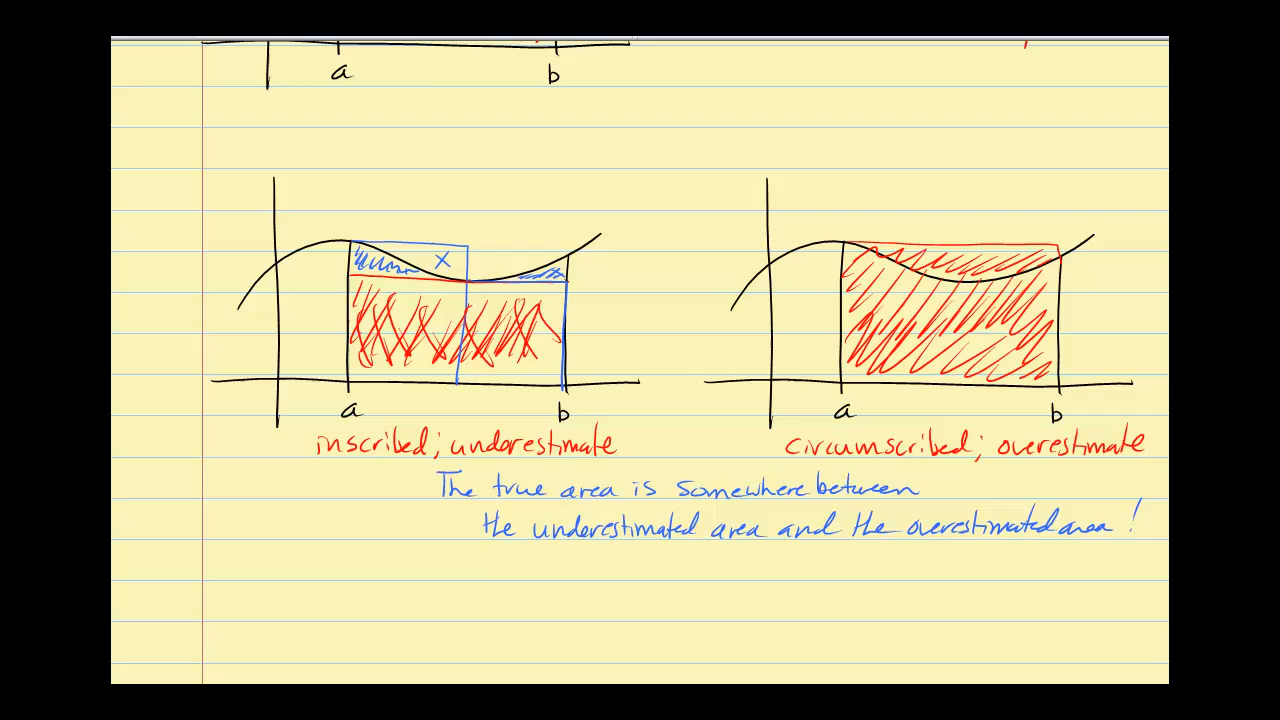 a b
x
a b
a b
inscribed; underestimate
circumscribed; overestimate
The true area is somewhere between
the underestimated area and the overestimated area!